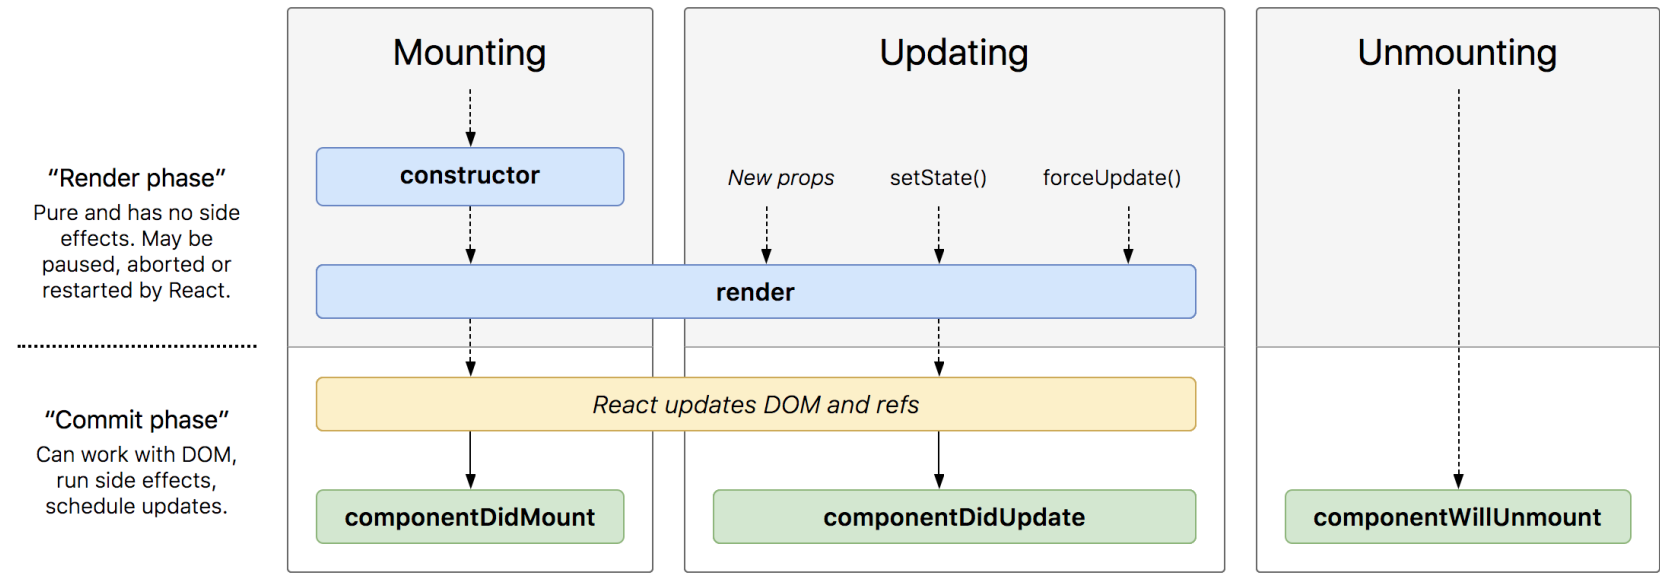 Mounting
Updating
Unmounting
“Render phase”
Pure and has no side
effects. May be
paused, aborted or
restarted by React.
constructor
New props
setState()
forceUpdate()
render
“Commit phase”
Can work with DOM,
run side effects,
schedule updates.
React updates DOM and refs
componentDidMount
componentDidUpdate
componentWillUnmount